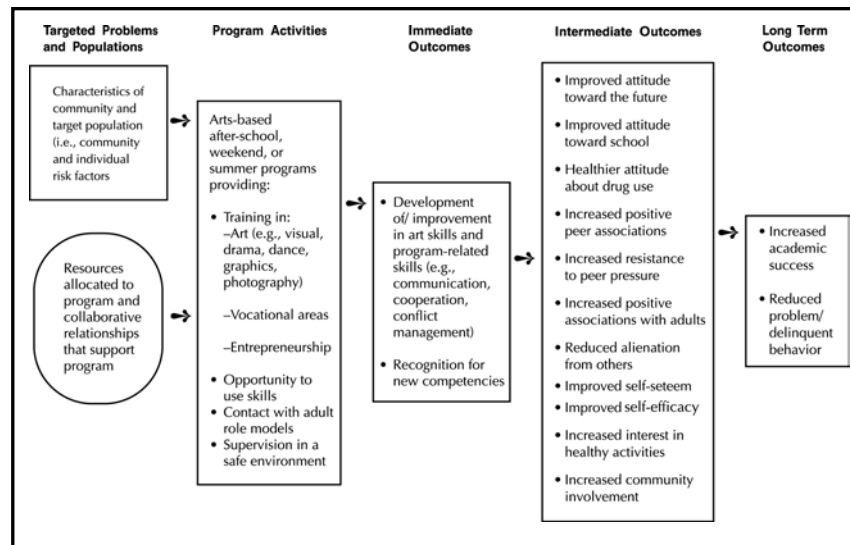 Targeted Problems
and Populations
Program Activities
Immediate
Outcomes
Intermediate Outcomes
Long Term
Outcomes
Characteristics of
community and
target population
(i.e., community
and individual
risk factors
Resources
allocated to
program and
collaborative
relationships
that support
program
Arts-based
after-school,
weekend, or
summer programs
providing:
• Training in:
–Art (e.g., visual,
drama, dance,
graphics,
photography)
–Vocational areas
–Entrepreneurship
• Opportunity to
use skills
• Contact with adult
role models
• Supervision in a
safe environment
• Development
of/ improvement
in art skills and
program-related
skills (e.g.,
communication,
cooperation,
conflict
management)
• Recognition for
new competencies
• Improved attitude
toward the future
• Improved attitude
toward school
• Healthier attitude
about drug use
• Increased positive
peer associations
• Increased resistance
to peer pressure
• Increased positive
associations with adults
• Reduced alienation
from others
• Improved self-seteem
• Improved self-efficacy
• Increased interest in
healthy activities
• Increased community
involvement
• Increased
academic
success
• Reduced
problem/
delinquent
behavior